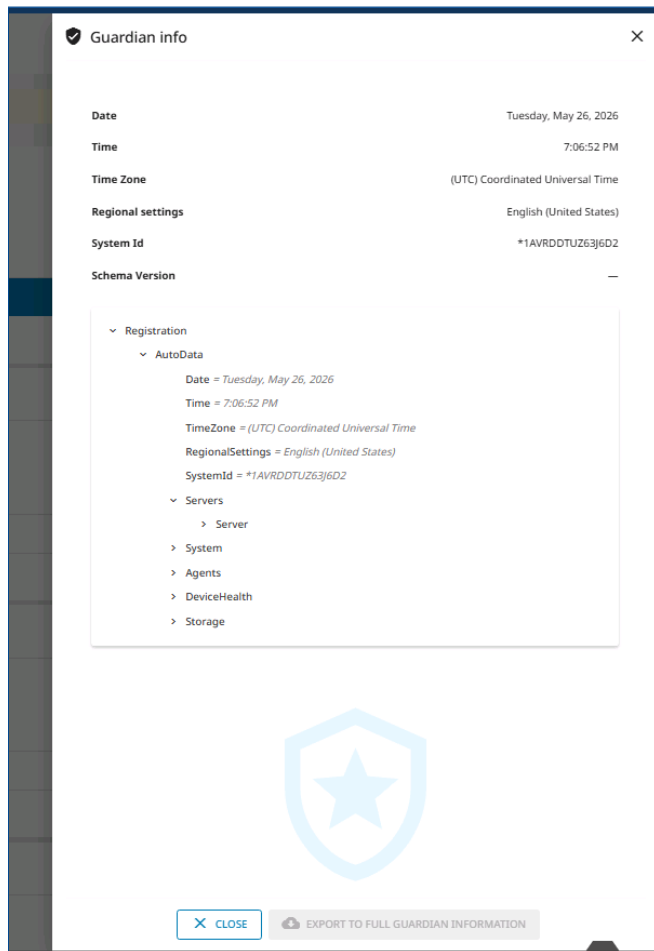 Guardian info
Date Tuesday, May 26, 2026
Time 7:06:52 PM
Time Zone (UTC) Coordinated Universal Time
Regional settings English (United States)
System Id *1AVRDDTUZ63J6D2
Schema Version —
Registration
AutoData
Date = Tuesday, May 26, 2026
Time = 7:06:52 PM
TimeZone = (UTC) Coordinated Universal Time
RegionalSettings = English (United States)
SystemId = *1AVRDDTUZ63J6D2
Servers
Server
System
Agents
DeviceHealth
Storage
CLOSE EXPORT TO FULL GUARDIAN INFORMATION